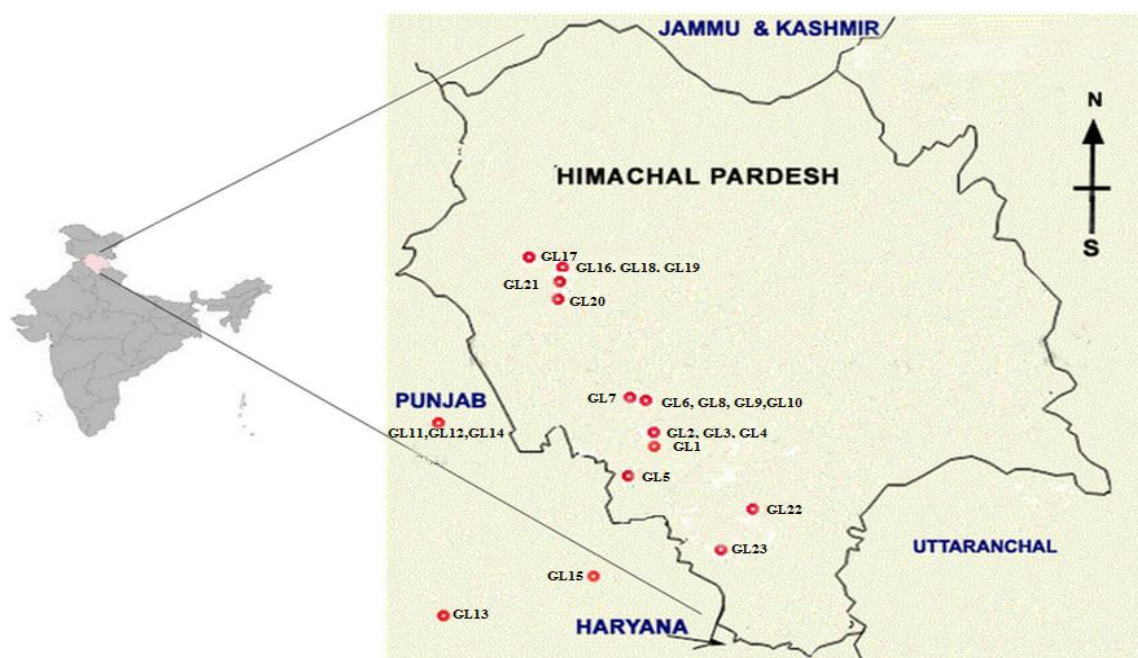 JAMMU & KASHMIR
N
HIMACHAL PARDESH
S
GL17
GL16. GL18. GL19
GL21
GL20
GL7
GL6, GL8, GL9,GL10
PUNJAB
GL11,GL12,GL14
GL2, GL3, GL4
GL1
GL5
GL22
GL23
UTTARANCHAL
GL15
GL13
HARYANA